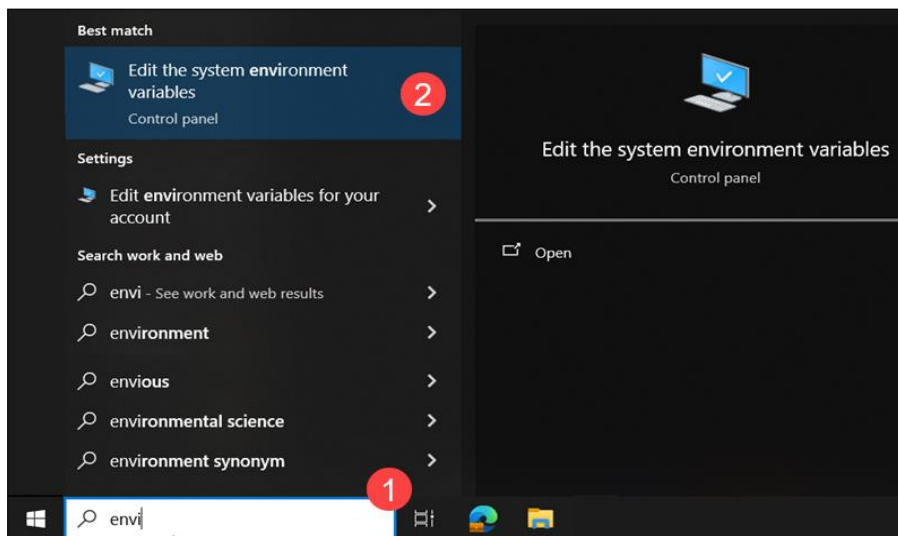 Best match
Edit the system environment
variables
Control panel
2
Settings
Edit environment variables for your
account
Search work and web
envi - See work and web results
environment
envious
environmental science
environment synonym
1
envi
Edit the system environment variables
Control panel
Open